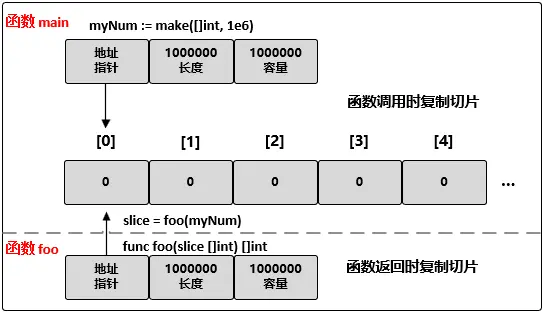 函数 main
myNum := make([]int, 1e6)
地址
指针
1000000
长度
1000000
容量
函数调用时复制切片
[0] [1] [2] [3] [4]
0 0 0 0 0 ...
slice = foo(myNum)
函数 foo
func foo(slice []int) []int
地址
指针
1000000
长度
1000000
容量
函数返回时复制切片